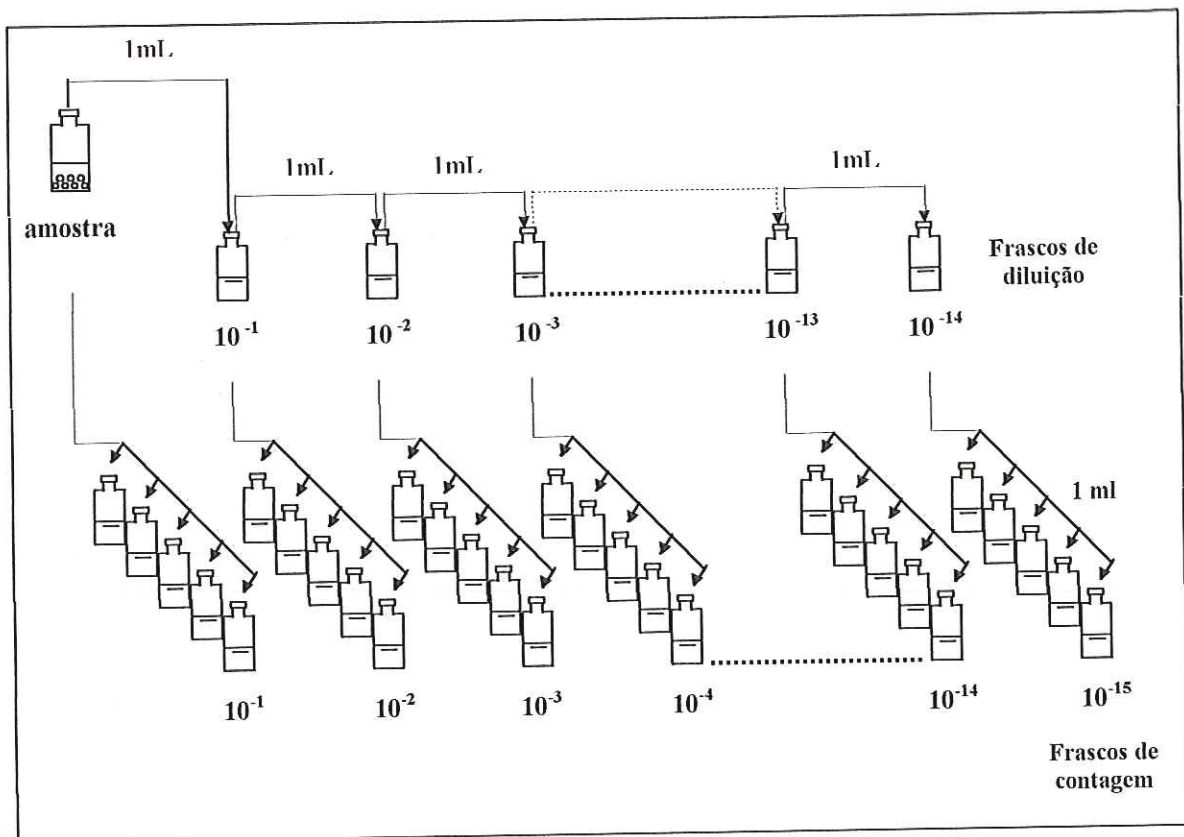 1mL
1mL
1mL
1mL
amostra
Frascos de
diluição
10⁻¹
10⁻²
10⁻³
10⁻¹³
10⁻¹⁴
1 ml
10⁻¹
10⁻²
10⁻³
10⁻⁴
10⁻¹⁴
10⁻¹⁵
Frascos de
contagem